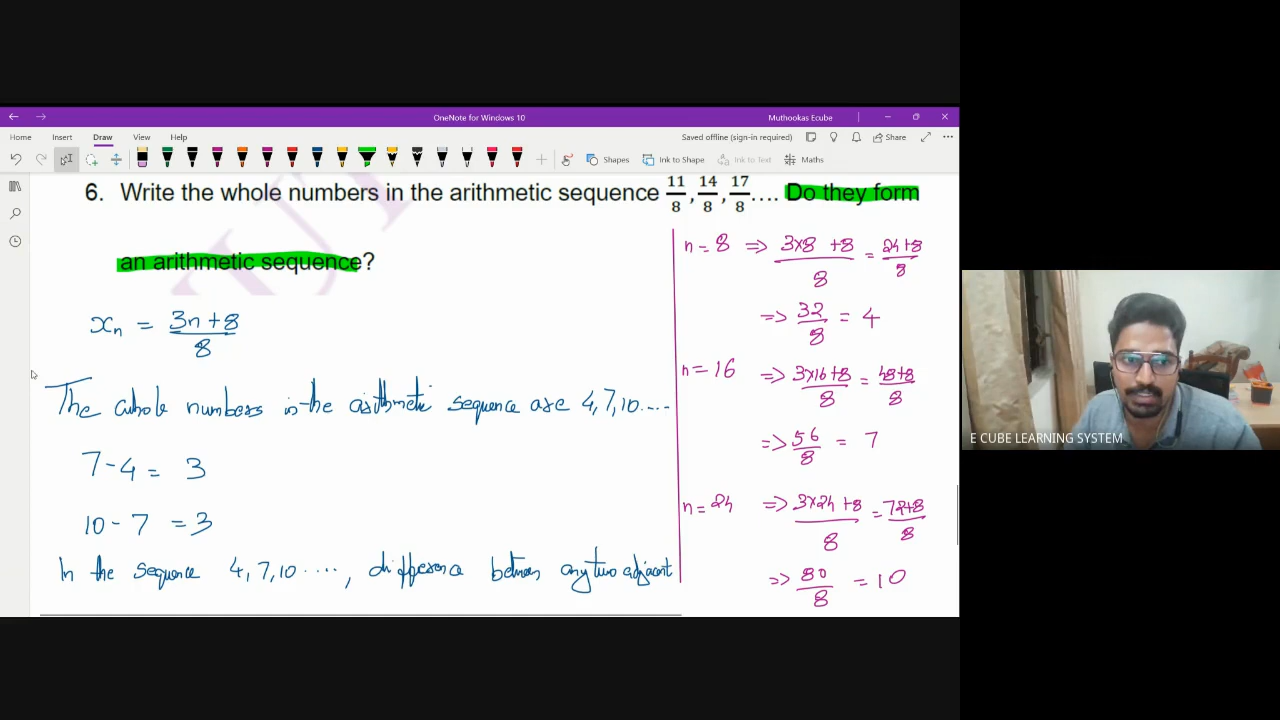 OneNote for Windows 10
Muthookas Ecube
Home Insert Draw View Help
Saved offline (sign-in required)
Share
Shapes
Ink to Shape
Ink to Text
Maths
6. Write the whole numbers in the arithmetic sequence 11/8, 14/8, 17/8.... Do they form
an arithmetic sequence?
xn = (3n+8)/8
The whole numbers in the arithmetic sequence are 4,7,10....
7-4 = 3
10-7 = 3
In the sequence 4,7,10....., difference between any two adjacent
n=8 => (3×8+8)/8 = (24+8)/8
=> 32/8 = 4
n=16 => (3×16+8)/8 = (48+8)/8
=> 56/8 = 7
n=24 => (3×24+8)/8 = (72+8)/8
=> 80/8 = 10
E CUBE LEARNING SYSTEM